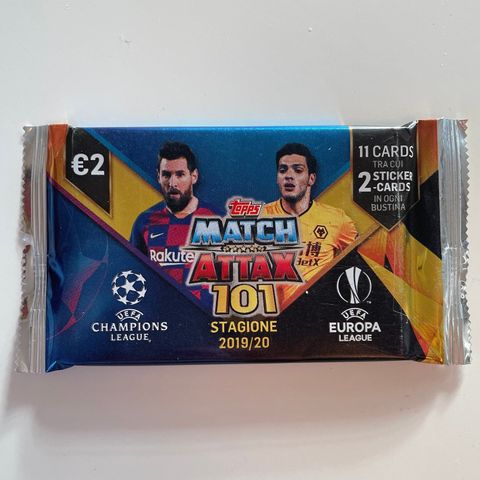 €2
11 CARDS
TRA CUI
2 STICKER
-CARDS
IN OGNI
BUSTINA
Rakute
topps
MATCH
ATTAX
101
STAGIONE
2019/20
UEFA
CHAMPIONS
LEAGUE
UEFA
EUROPA
LEAGUE